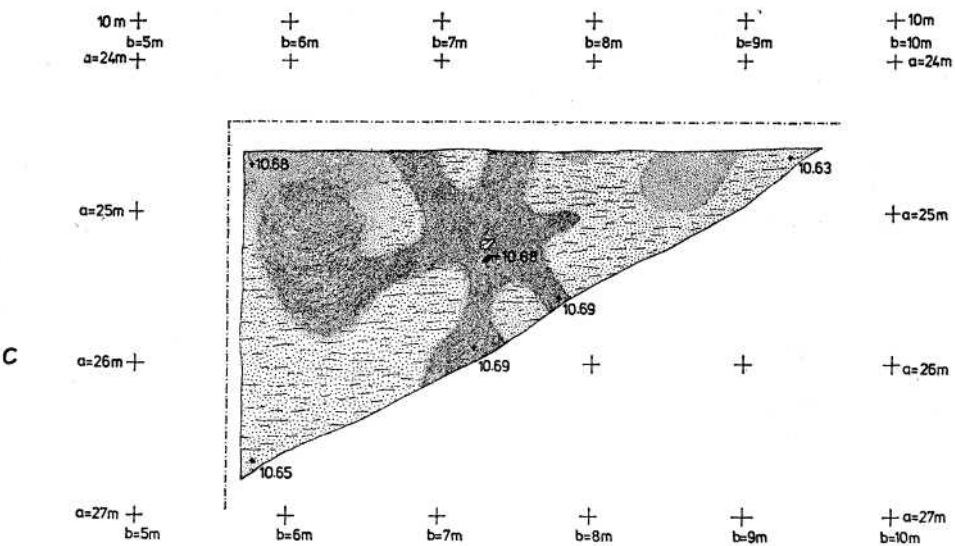 10m 10m
b=5m b=6m b=7m b=8m b=9m b=10m
a=24m a=24m
10.68 10.63
a=25m a=25m
10.68
10.69
C
a=26m 10.69 a=26m
10.65
a=27m a=27m
b=5m b=6m b=7m b=8m b=9m b=10m